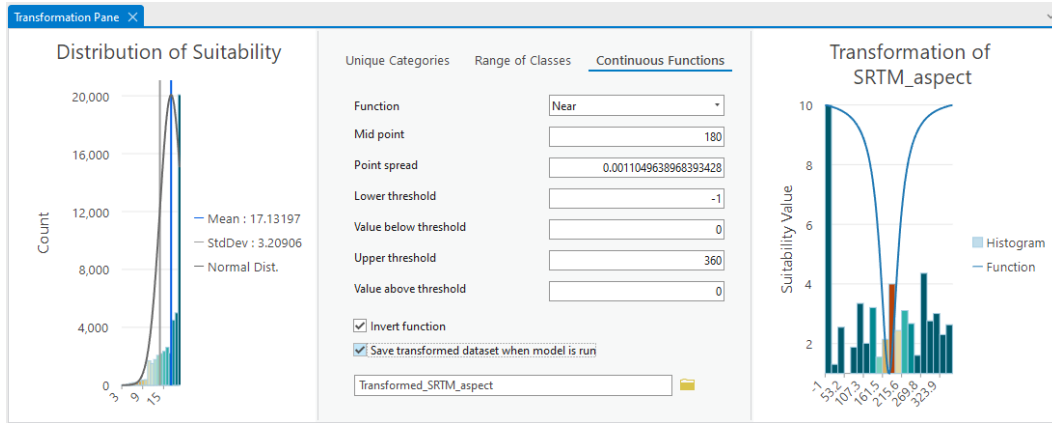 Transformation Pane
Distribution of Suitability
20,000
16,000
12,000
8,000
4,000
0
Count
3
9
15
Mean : 17.13197
StdDev : 3.20906
Normal Dist.
Unique Categories
Range of Classes
Continuous Functions
Function
Near
Mid point
180
Point spread
0.0011049638968393428
Lower threshold
-1
Value below threshold
0
Upper threshold
360
Value above threshold
0
Invert function
Save transformed dataset when model is run
Transformed_SRTM_aspect
Transformation of
SRTM_aspect
10
8
6
4
2
Suitability Value
-1
53.2
107.3
161.5
215.6
269.8
323.9
Histogram
Function